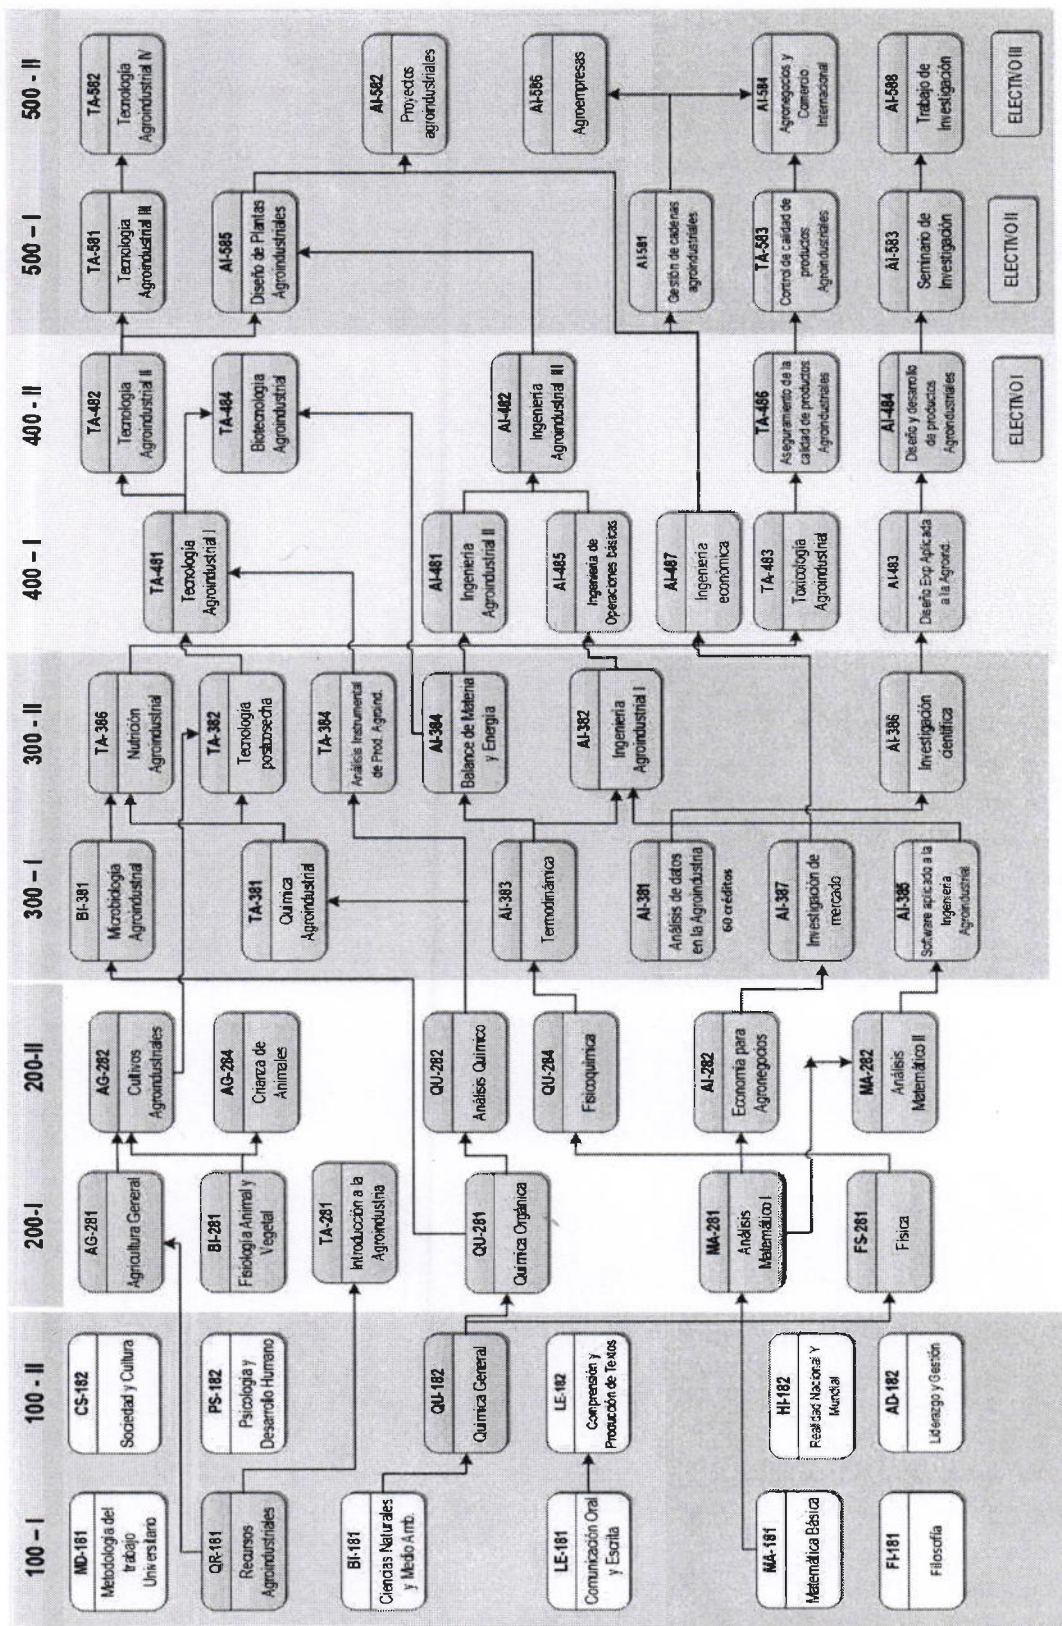 100 - I
MD-181
Metodología del
trabajo
Universitario
QR-181
Recursos
Agroindustriales
BI-181
Ciencias Naturales
y Medio Amb.
LE-181
Comunicación Oral
y Escrita
MA-181
Matemática Básica
FI-181
Filosofía
100 - II
CS-182
Sociedad y Cultura
PS-182
Psicología y
Desarrollo Humano
QU-182
Química General
LE-182
Comprensión y
Producción de Textos
HI-182
Realidad Nacional Y
Mundial
AD-182
Liderazgo y Gestión
200-I
AG-281
Agricultura General
BI-281
Fisiología Animal y
Vegetal
TA-281
Introducción a la
Agroindustria
QU-281
Química Orgánica
MA-281
Análisis
Matemático I
FS-281
Física
200-II
AG-282
Cultivos
Agroindustriales
AG-284
Crianza de
Animales
QU-282
Análisis Químico
QU-284
Fisicoquímica
AI-282
Economía para
Agronegocios
MA-282
Análisis
Matemático II
300 - I
BI-381
Microbiología
Agroindustrial
TA-381
Química
Agroindustrial
AI-383
Termodinámica
AI-381
Análisis de datos
en la Agroindustria
60 créditos
AI-387
Investigación de
mercado
AI-385
Software aplicado a la
Ingeniería
Agroindustrial
300 - II
TA-386
Nutrición
Agroindustrial
TA-382
Tecnología
postcosecha
TA-384
Análisis Instrumental
de Prod. Agroind.
AI-384
Balance de Materia
y Energía
AI-382
Ingeniería
Agroindustrial I
AI-386
Investigación
científica
400 - I
TA-481
Tecnología
Agroindustrial I
AI-481
Ingeniería
Agroindustrial II
AI-485
Ingeniería de
Operaciones básicas
AI-487
Ingeniería
económica
TA-483
Toxicología
Agroindustrial
AI-483
Diseño Exp Aplicada
a la Agroind.
400 - II
TA-482
Tecnología
Agroindustrial II
TA-484
Biotecnología
Agroindustrial
AI-482
Ingeniería
Agroindustrial III
TA-486
Aseguramiento de la
calidad de productos
Agroindustriales
AI-484
Diseño y desarrollo
de productos
Agroindustriales
ELECTIVO I
500 - I
TA-581
Tecnología
Agroindustrial III
AI-585
Diseño de Plantas
Agroindustriales
AI-581
Gestión de cadenas
agroindustriales
TA-583
Control de calidad de
productos
Agroindustriales
AI-583
Seminario de
Investigación
ELECTIVO II
500 - II
TA-582
Tecnología
Agroindustrial IV
AI-582
Proyectos
agroindustriales
AI-586
Agroempresas
AI-584
Agronegocios y
Comercio
Internacional
AI-588
Trabajo de
Investigación
ELECTIVO III